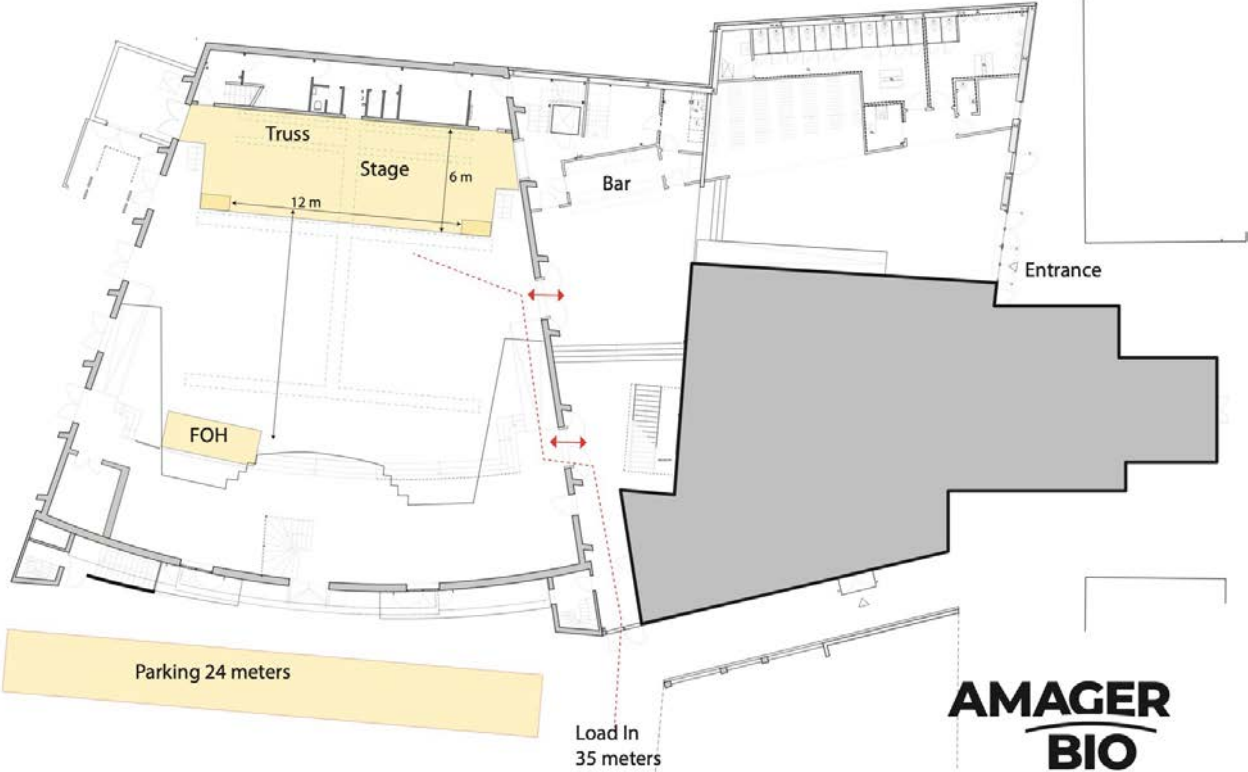 Truss
Stage
6 m
12 m
Bar
Entrance
FOH
Parking 24 meters
Load In
35 meters
AMAGER
BIO